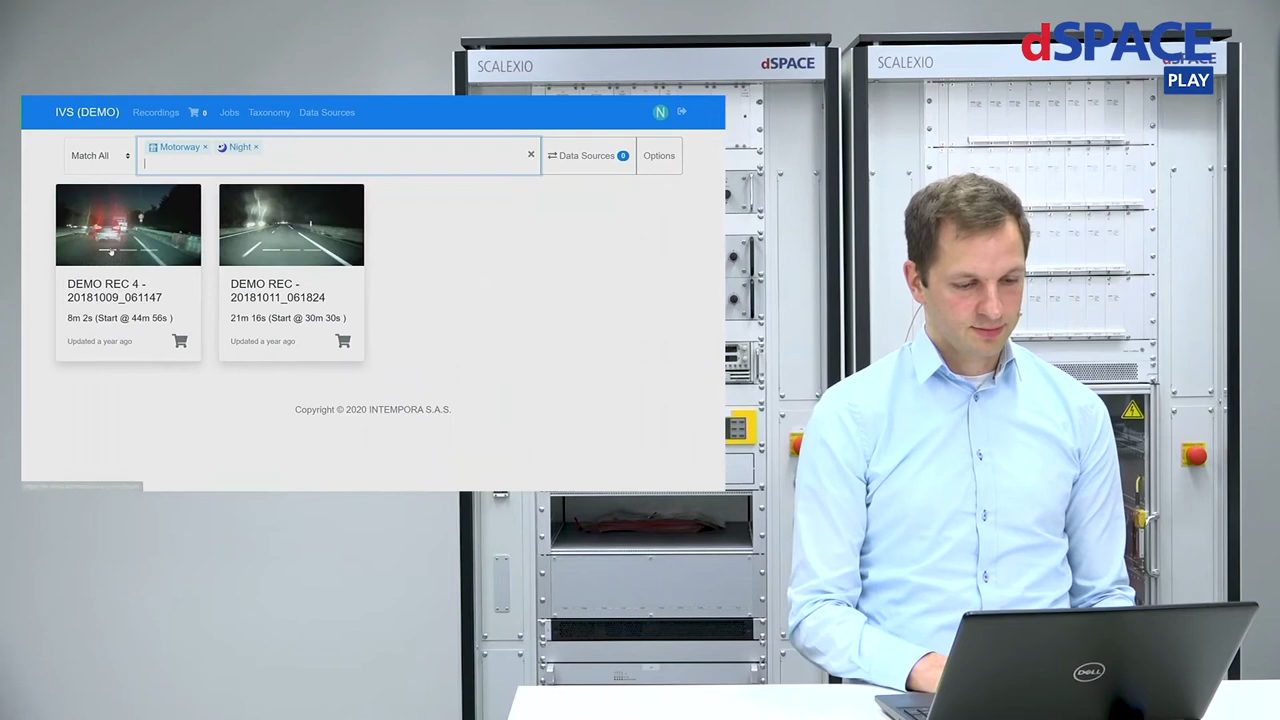 SCALEXIO
dSPACE
SCALEXIO
dSPACE
dSPACE
PLAY
IVS (DEMO) Recordings 0 Jobs Taxonomy Data Sources N
Match All
Motorway × Night ×
Data Sources 0
Options
DEMO REC 4 -
20181009_061147
8m 2s (Start @ 44m 56s )
Updated a year ago
DEMO REC -
20181011_061824
21m 16s (Start @ 30m 30s )
Updated a year ago
Copyright © 2020 INTEMPORA S.A.S.
DELL